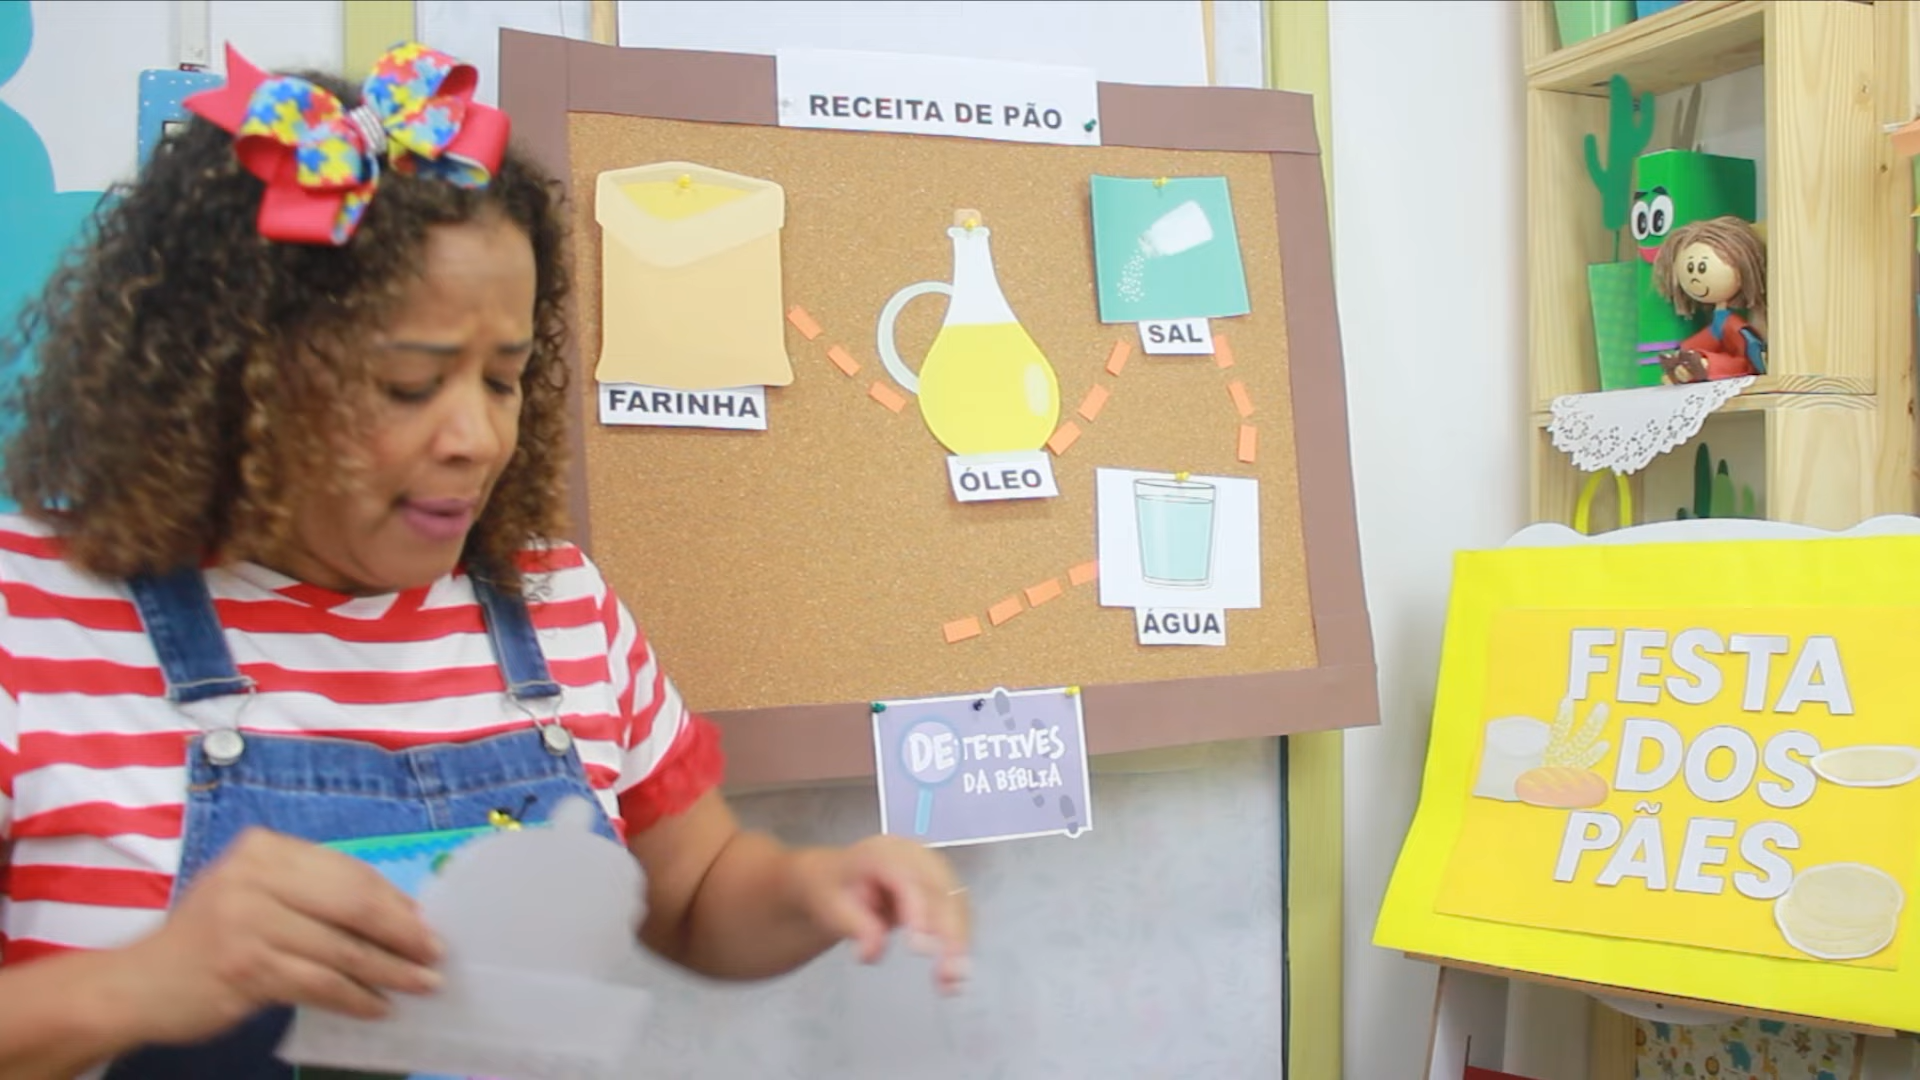 RECEITA DE PÃO
FARINHA
ÓLEO
SAL
ÁGUA
DETETIVES
DA BÍBLIA
FESTA
DOS
PÃES